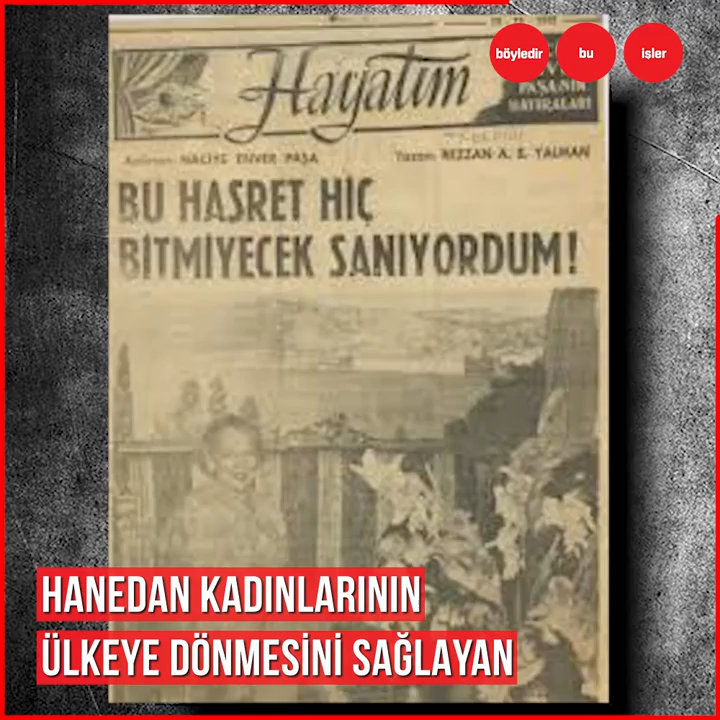 böyledir bu işler
Hayatım
PAŞANIN
HATIRALARI
Anlatan: NACİYE ENVER PAŞA
Yazan: REZZAN A. E. YALMAN
BU HASRET HİÇ
BİTMİYECEK SANIYORDUM!
HANEDAN KADINLARININ
ÜLKEYE DÖNMESİNİ SAĞLAYAN